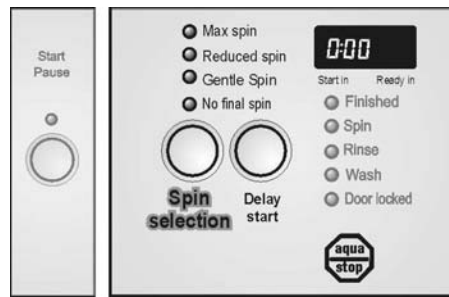 Start
Pause
Max spin
Reduced spin
Gentle Spin
No final spin
Spin
selection
Delay
start
0:00
Start in Ready in
Finished
Spin
Rinse
Wash
Door locked
aqua
stop